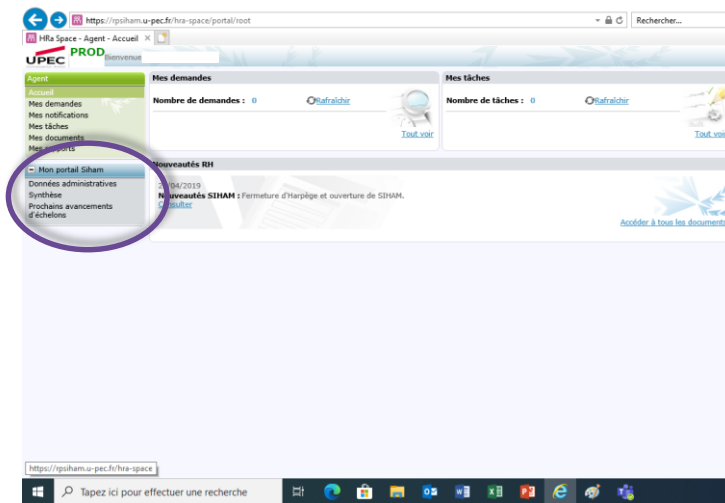 https://rpsiham.u-pec.fr/hra-space/portal/root
Rechercher...
HRa Space - Agent - Accueil
UPEC PROD Bienvenue
Agent
Accueil
Mes demandes
Mes notifications
Mes tâches
Mes documents
Mes rapports
Mon portail Siham
Données administratives
Synthèse
Prochains avancements
d'échelons
Mes demandes
Nombre de demandes : 0
Rafraîchir
Tout voir
Mes tâches
Nombre de tâches : 0
Rafraîchir
Tout voir
Nouveautés RH
/04/2019
Nouveautés SIHAM : Fermeture d'Harpège et ouverture de SIHAM.
Consulter
Accéder à tous les documents
https://rpsiham.u-pec.fr/hra-space
Tapez ici pour effectuer une recherche